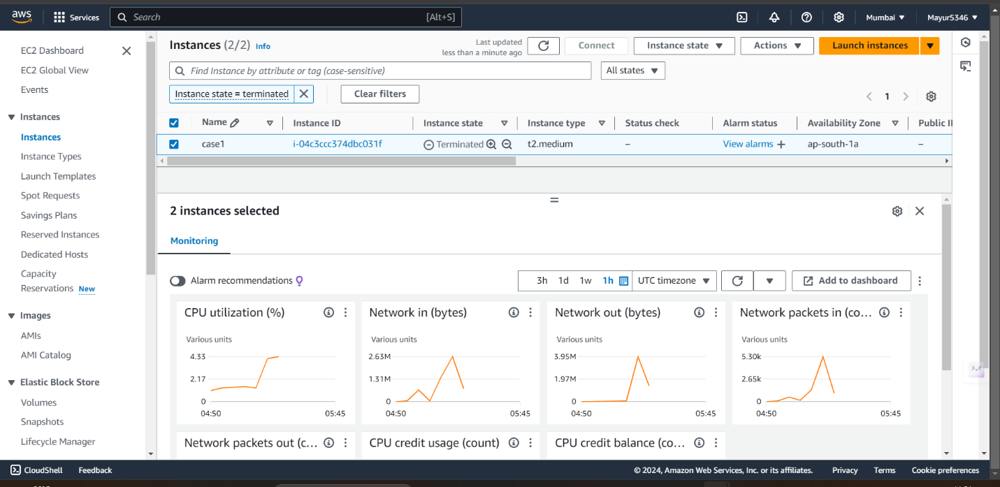 aws Services Search [Alt+S] Mumbai Mayur5346
EC2 Dashboard
EC2 Global View
Events
Instances
Instances
Instance Types
Launch Templates
Spot Requests
Savings Plans
Reserved Instances
Dedicated Hosts
Capacity
Reservations New
Images
AMIs
AMI Catalog
Elastic Block Store
Volumes
Snapshots
Lifecycle Manager
Instances (2/2) Info
Last updated
less than a minute ago
Connect Instance state Actions Launch instances
Find Instance by attribute or tag (case-sensitive) All states
Instance state = terminated Clear filters
1
Name Instance ID Instance state Instance type Status check Alarm status Availability Zone Public
case1 i-04c3ccc374dbc031f Terminated t2.medium – View alarms + ap-south-1a –
2 instances selected
Monitoring
Alarm recommendations 3h 1d 1w 1h UTC timezone Add to dashboard
CPU utilization (%)
Various units
4.33
2.17
0
04:50 05:45
Network in (bytes)
Various units
2.63M
1.31M
0
04:50 05:45
Network out (bytes)
Various units
3.95M
1.97M
0
04:50 05:45
Network packets in (co...
Various units
5.30k
2.65k
0
04:50 05:45
Network packets out (c...
CPU credit usage (count)
CPU credit balance (co...
CloudShell Feedback © 2024, Amazon Web Services, Inc. or its affiliates. Privacy Terms Cookie preferences